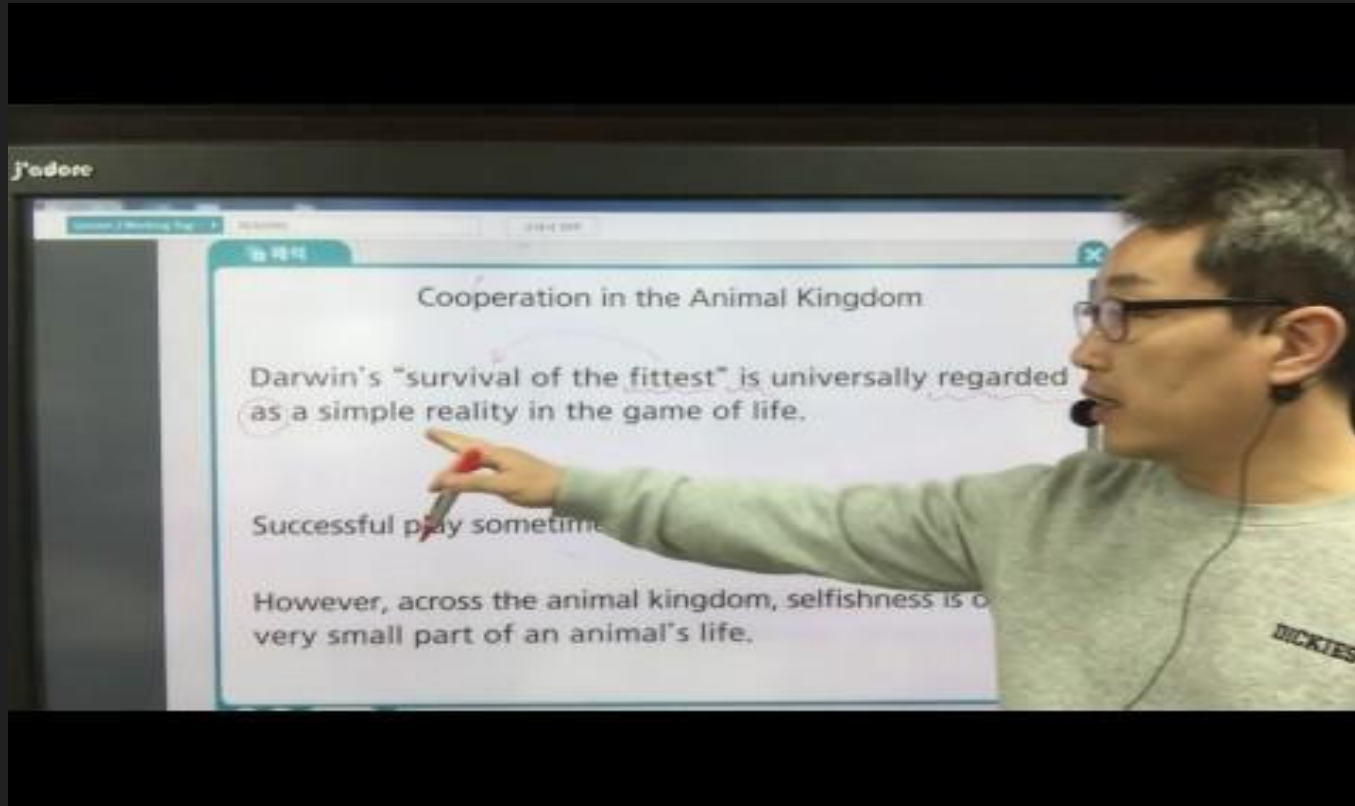 j'adore
해석
Cooperation in the Animal Kingdom
Darwin's "survival of the fittest" is universally regarded
as a simple reality in the game of life.
Successful play
However, across the animal kingdom, selfishness is
very small part of an animal's life.
DICKIES